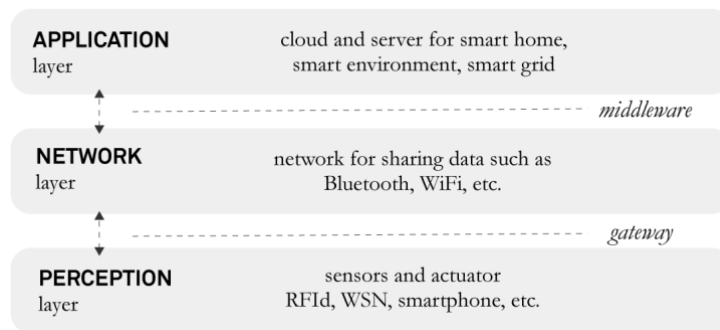 APPLICATION
layer
cloud and server for smart home,
smart environment, smart grid
middleware
NETWORK
layer
network for sharing data such as
Bluetooth, WiFi, etc.
gateway
PERCEPTION
layer
sensors and actuator
RFId, WSN, smartphone, etc.